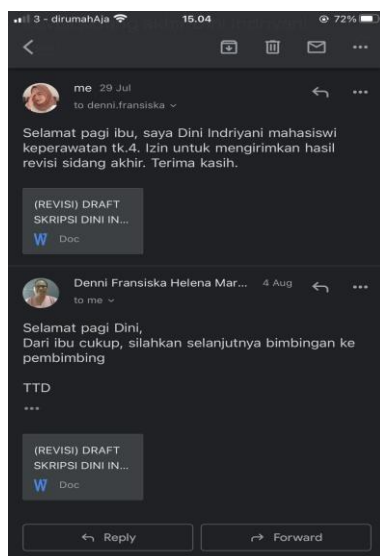 3 - dirumahAja 15.04 72%
me 29 Jul
to denni.fransiska
Selamat pagi ibu, saya Dini Indriyani mahasiswi
keperawatan tk.4. Izin untuk mengirimkan hasil
revisi sidang akhir. Terima kasih.
(REVISI) DRAFT
SKRIPSI DINI IN...
W Doc
Denni Fransiska Helena Mar... 4 Aug
to me
Selamat pagi Dini,
Dari ibu cukup, silahkan selanjutnya bimbingan ke
pembimbing
TTD
(REVISI) DRAFT
SKRIPSI DINI IN...
W Doc
Reply Forward